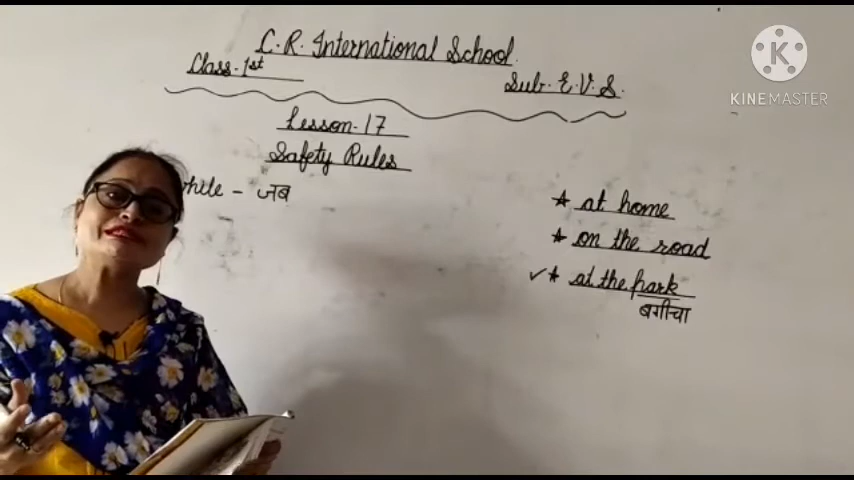 C. R. International School.
Class - 1st
Sub - E. V. S.
Lesson - 17
Safety Rules
while - जब
★ at home
★ on the road
✓ ★ at the park
बगीचा
K
KINEMASTER